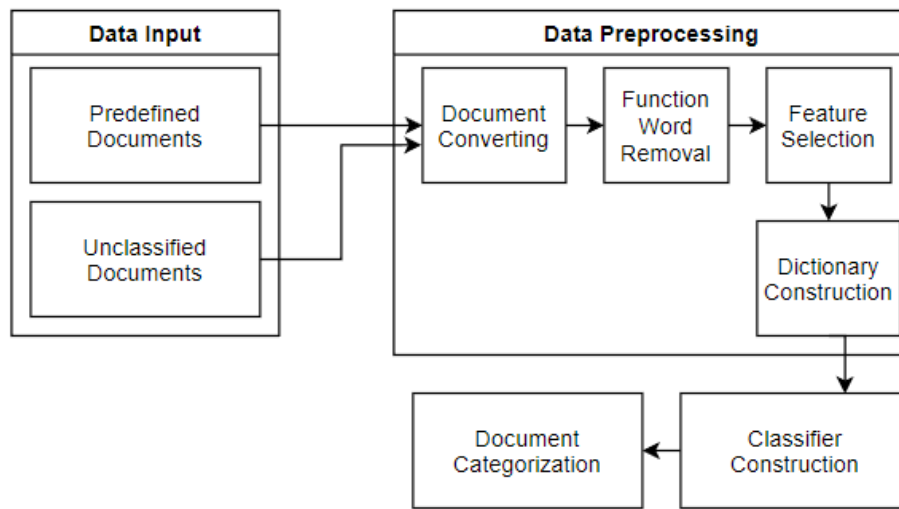 Data Input
Predefined
Documents
Unclassified
Documents
Data Preprocessing
Document
Converting
Function
Word
Removal
Feature
Selection
Dictionary
Construction
Classifier
Construction
Document
Categorization